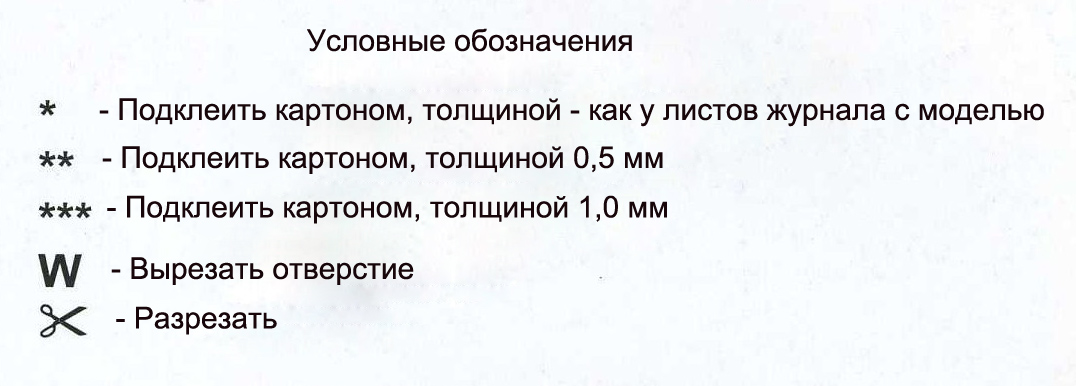 Условные обозначения
* - Подклеить картоном, толщиной - как у листов журнала с моделью
** - Подклеить картоном, толщиной 0,5 мм
*** - Подклеить картоном, толщиной 1,0 мм
W - Вырезать отверстие
- Разрезать